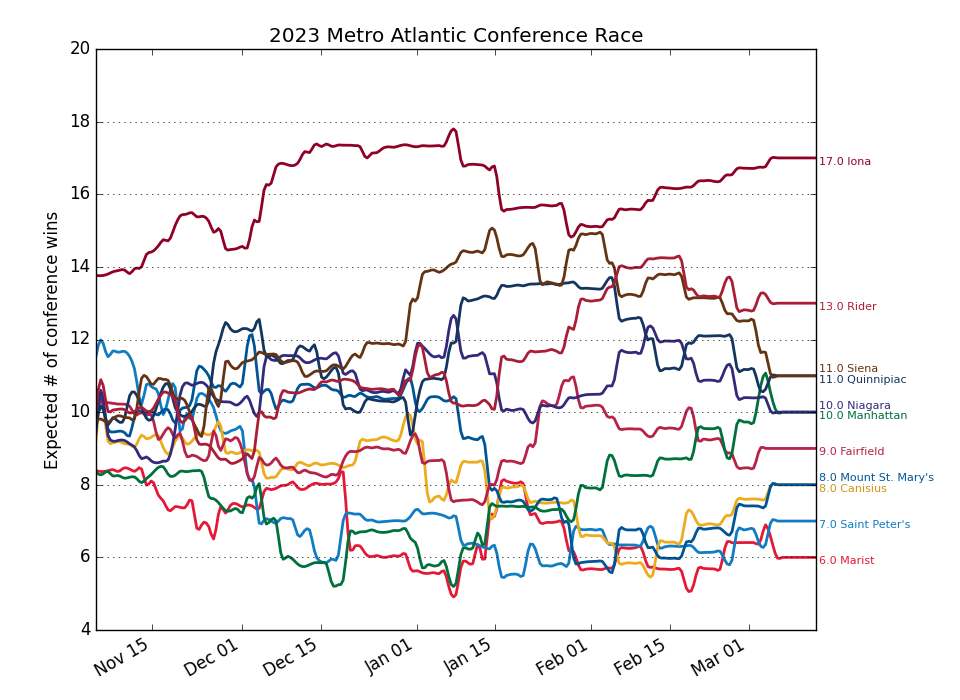 2023 Metro Atlantic Conference Race
Expected # of conference wins
20
18
16
14
12
10
8
6
4
17.0 Iona
13.0 Rider
11.0 Siena
11.0 Quinnipiac
10.0 Niagara
10.0 Manhattan
9.0 Fairfield
8.0 Mount St. Mary's
8.0 Canisius
7.0 Saint Peter's
6.0 Marist
Nov 15
Dec 01
Dec 15
Jan 01
Jan 15
Feb 01
Feb 15
Mar 01